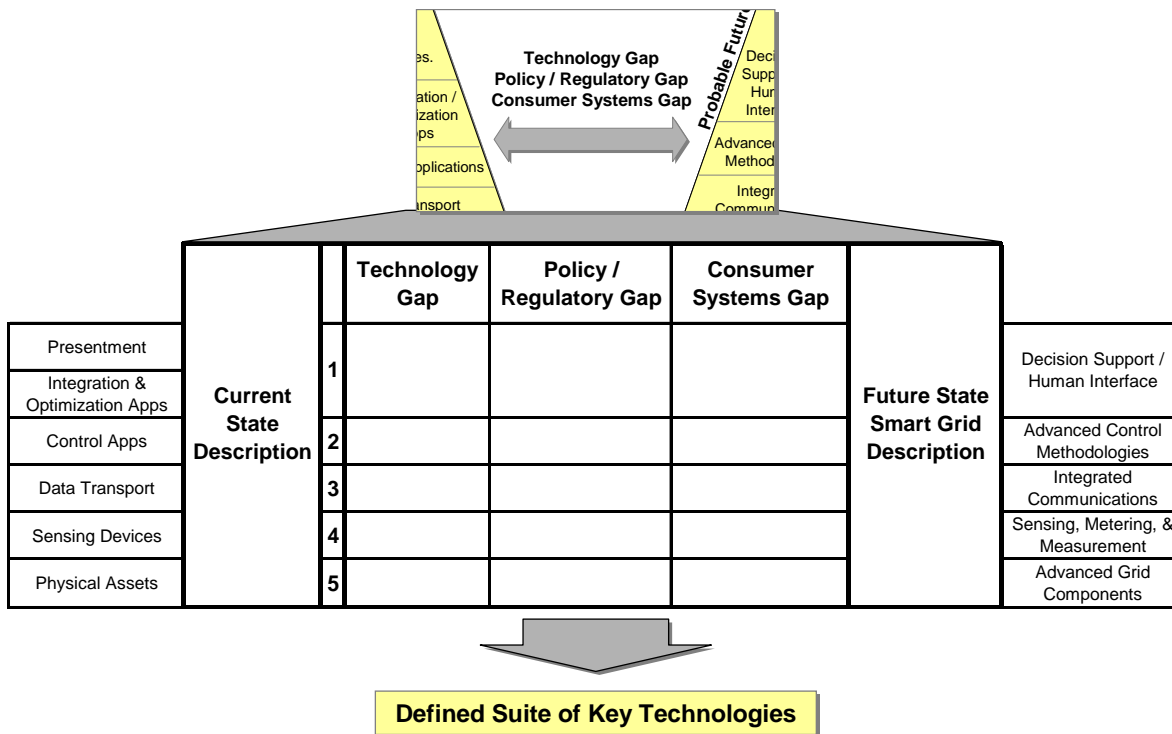 Technology Gap
Policy / Regulatory Gap
Consumer Systems Gap
Probable Future
Technology
Gap
Policy /
Regulatory Gap
Consumer
Systems Gap
Presentment
Integration &
Optimization Apps
Control Apps
Data Transport
Sensing Devices
Physical Assets
Current
State
Description
1
2
3
4
5
Future State
Smart Grid
Description
Decision Support /
Human Interface
Advanced Control
Methodologies
Integrated
Communications
Sensing, Metering, &
Measurement
Advanced Grid
Components
Defined Suite of Key Technologies